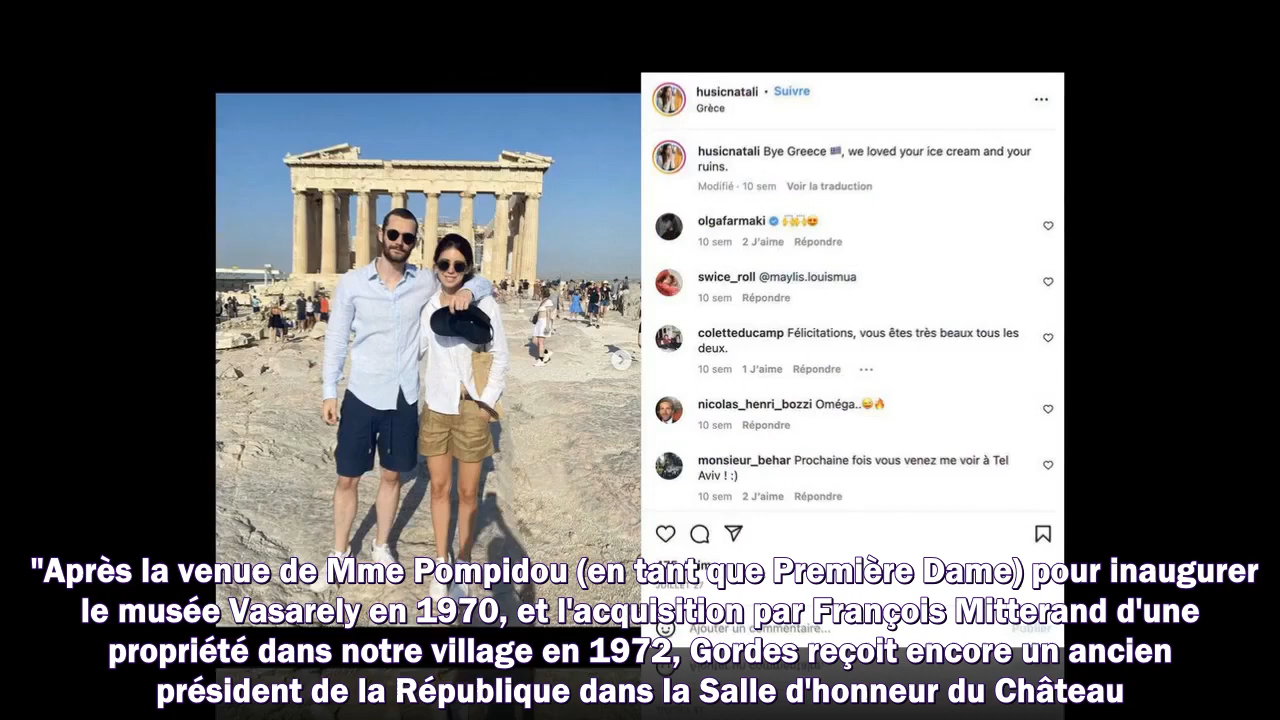 husicnatali • Suivre
Grèce
husicnatali Bye Greece 🇬🇷, we loved your ice cream and your
ruins.
Modifié · 10 sem Voir la traduction
olgafarmaki 🙌🙌😍
10 sem 2 J'aime Répondre
swice_roll @maylis.louismua
10 sem Répondre
coletteducamp Félicitations, vous êtes très beaux tous les
deux.
10 sem 1 J'aime Répondre
nicolas_henri_bozzi Oméga..😂🔥
10 sem Répondre
monsieur_behar Prochaine fois vous venez me voir à Tel
Aviv ! :)
10 sem 2 J'aime Répondre
Ajouter un commentaire...
Publier
"Après la venue de Mme Pompidou (en tant que Première Dame) pour inaugurer
le musée Vasarely en 1970, et l'acquisition par François Mitterand d'une
propriété dans notre village en 1972, Gordes reçoit encore un ancien
président de la République dans la Salle d'honneur du Château